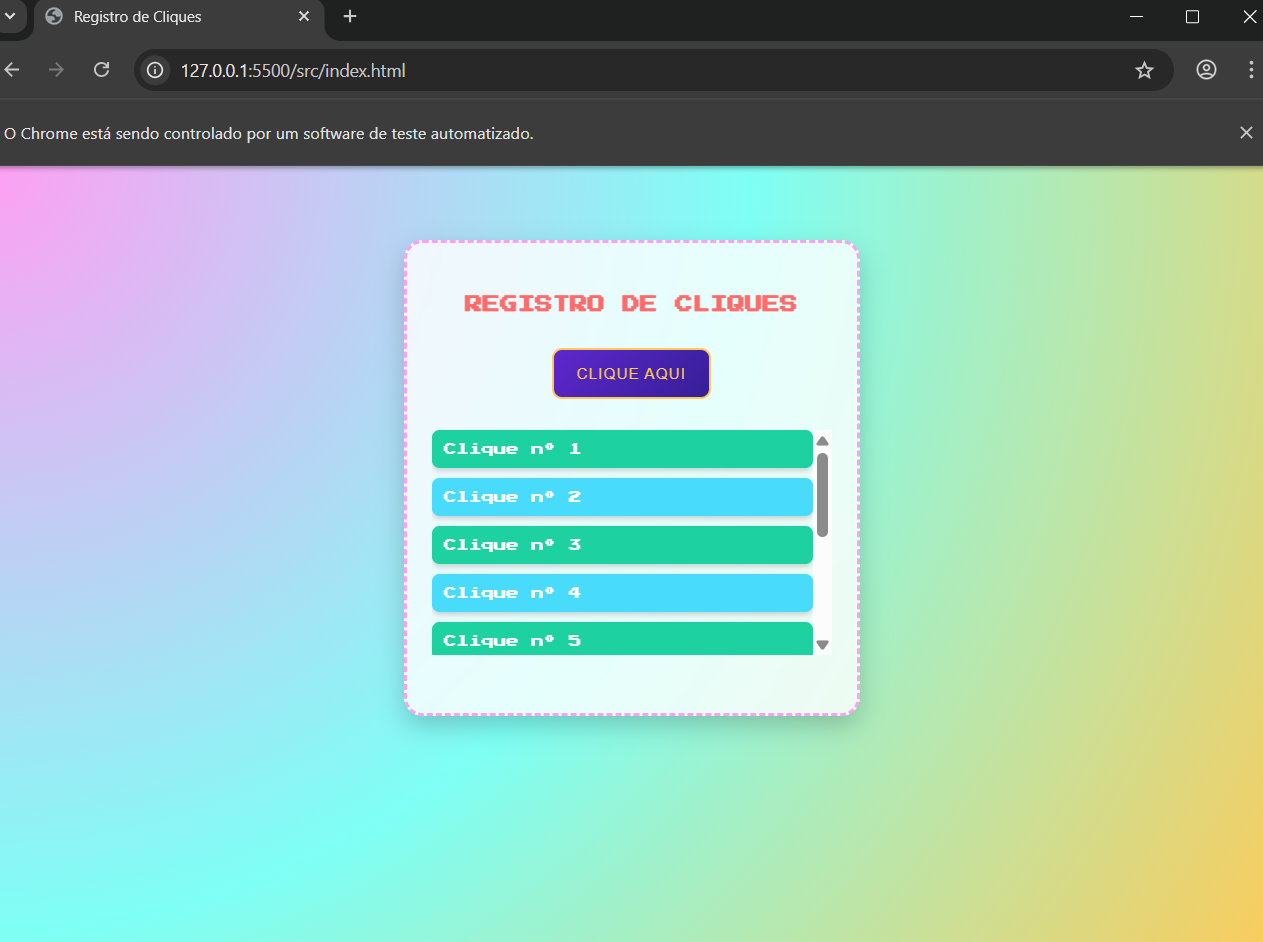 Registro de Cliques
127.0.0.1:5500/src/index.html
O Chrome está sendo controlado por um software de teste automatizado.
REGISTRO DE CLIQUES
CLIQUE AQUI
Clique nº 1
Clique nº 2
Clique nº 3
Clique nº 4
Clique nº 5